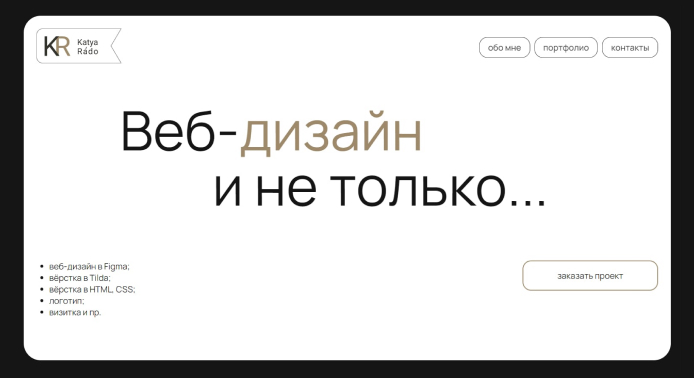 KR
Katya
Rádo
обо мне
портфолио
контакты
Веб-дизайн
и не только...
веб-дизайн в Figma;
вёрстка в Tilda;
вёрстка в HTML, CSS;
логотип;
визитка и пр.
заказать проект